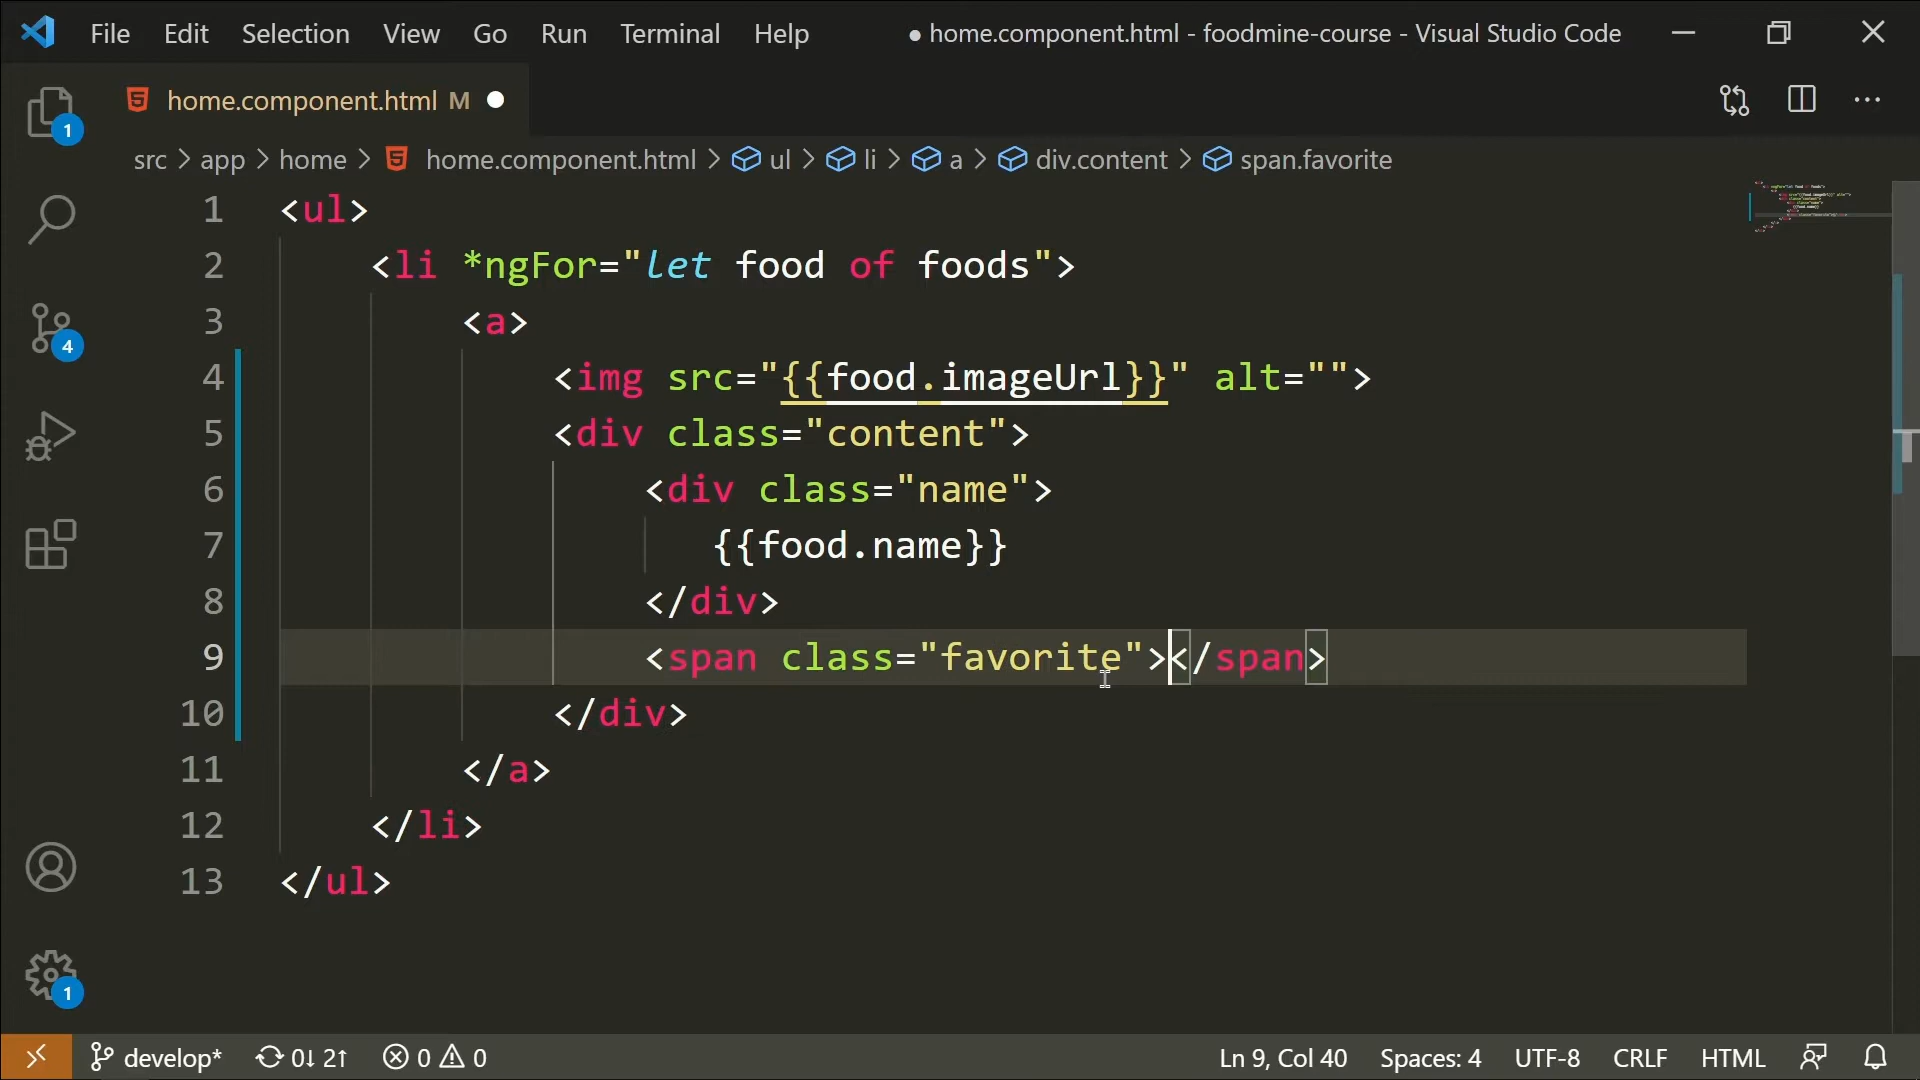 File Edit Selection View Go Run Terminal Help ● home.component.html - foodmine-course - Visual Studio Code
home.component.html M
src > app > home > home.component.html > ul > li > a > div.content > span.favorite
1 <ul>
2 <li *ngFor="let food of foods">
3 <a>
4 <img src="{{food.imageUrl}}" alt="">
5 <div class="content">
6 <div class="name">
7 {{food.name}}
8 </div>
9 <span class="favorite"></span>
10 </div>
11 </a>
12 </li>
13 </ul>
1
4
1
develop* 0↓ 2↑ 0 0 Ln 9, Col 40 Spaces: 4 UTF-8 CRLF HTML